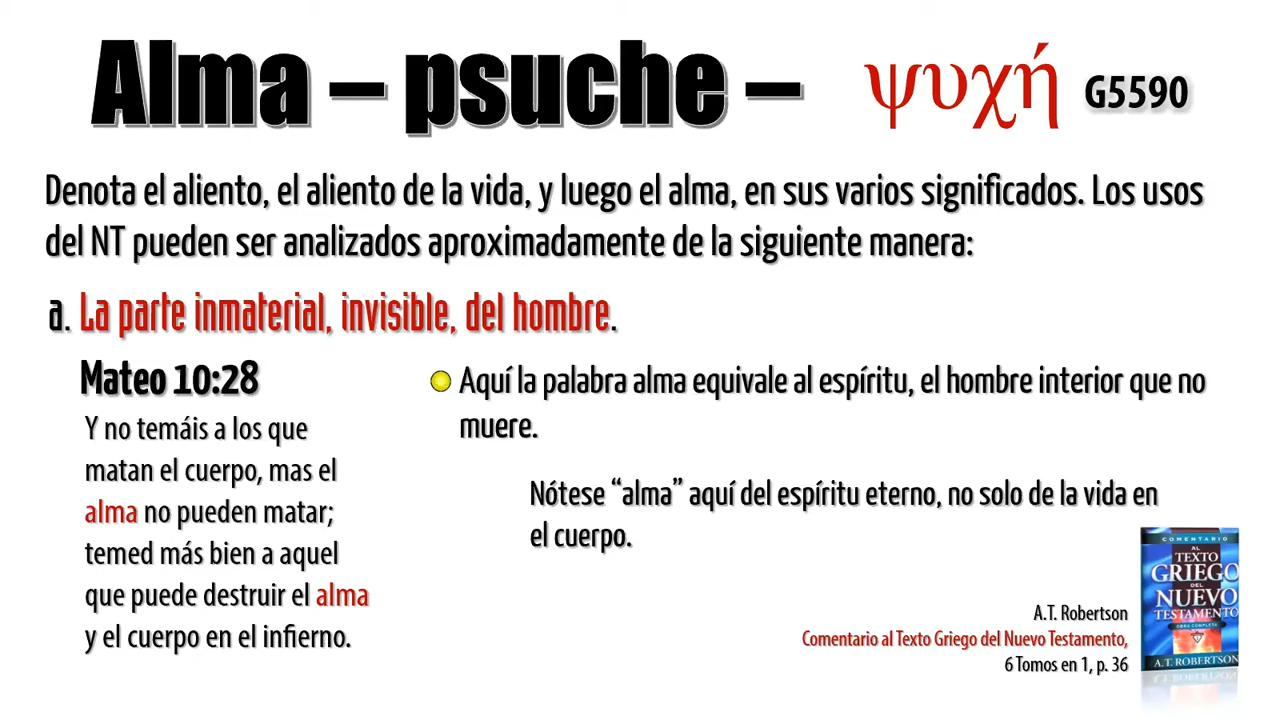 Alma – psuche – ψυχή G5590
Denota el aliento, el aliento de la vida, y luego el alma, en sus varios significados. Los usos
del NT pueden ser analizados aproximadamente de la siguiente manera:
a. La parte inmaterial, invisible, del hombre.
Mateo 10:28
Y no temáis a los que
matan el cuerpo, mas el
alma no pueden matar;
temed más bien a aquel
que puede destruir el alma
y el cuerpo en el infierno.
Aquí la palabra alma equivale al espíritu, el hombre interior que no
muere.
Nótese “alma” aquí del espíritu eterno, no solo de la vida en
el cuerpo.
A.T. Robertson
Comentario al Texto Griego del Nuevo Testamento,
6 Tomos en 1, p. 36
COMENTARIO
AL
TEXTO
GRIEGO
DEL
NUEVO
TESTAMENTO
OBRA COMPLETA
A.T. ROBERTSON